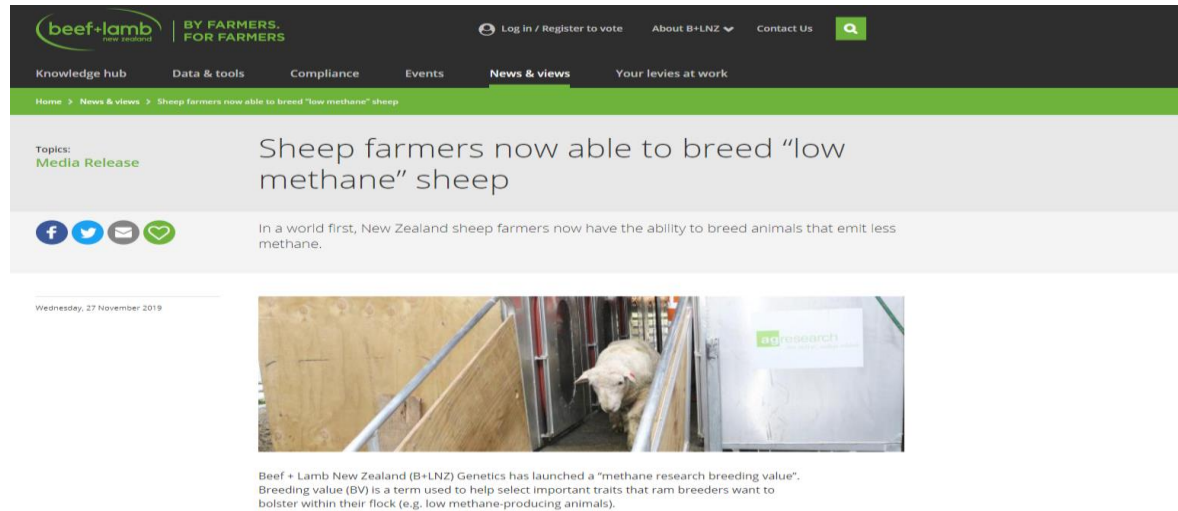 beef+lamb
new zealand
BY FARMERS.
FOR FARMERS
Log in / Register to vote
About B+LNZ
Contact Us
Knowledge hub
Data & tools
Compliance
Events
News & views
Your levies at work
Home > News & views > Sheep farmers now able to breed "low methane" sheep
Topics:
Media Release
Sheep farmers now able to breed “low
methane” sheep
In a world first, New Zealand sheep farmers now have the ability to breed animals that emit less
methane.
Wednesday, 27 November 2019
agresearch
Beef + Lamb New Zealand (B+LNZ) Genetics has launched a “methane research breeding value”.
Breeding value (BV) is a term used to help select important traits that ram breeders want to
bolster within their flock (e.g. low methane-producing animals).